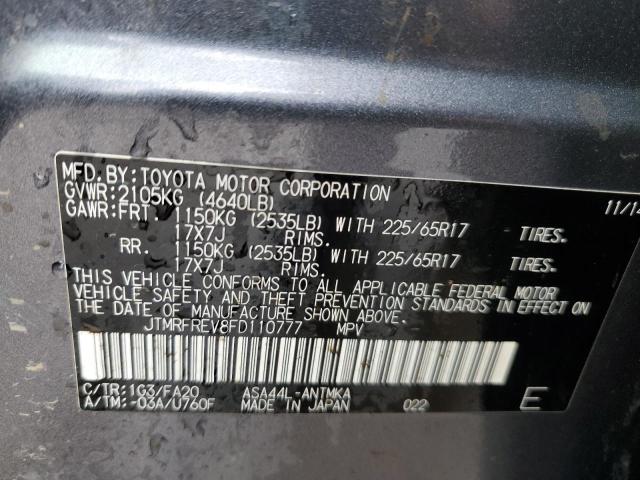 MFD. BY: TOYOTA MOTOR CORPORATION 11/14
GVWR: 2105KG (4640LB)
GAWR: FRT. 1150KG (2535LB) WITH 225/65R17 TIRES.
17X7J RIMS.
RR. 1150KG (2535LB) WITH 225/65R17 TIRES.
17X7J RIMS.
THIS VEHICLE CONFORMS TO ALL APPLICABLE FEDERAL MOTOR
VEHICLE SAFETY AND THEFT PREVENTION STANDARDS IN EFFECT ON
THE DATE OF MANUFACTURE SHOWN ABOVE.
JTMRFREV8FD110777 MPV
C/TR: 1G3/FA20 ASA44L-ANTMKA
A/TM: -03A/U760F MADE IN JAPAN 022 E